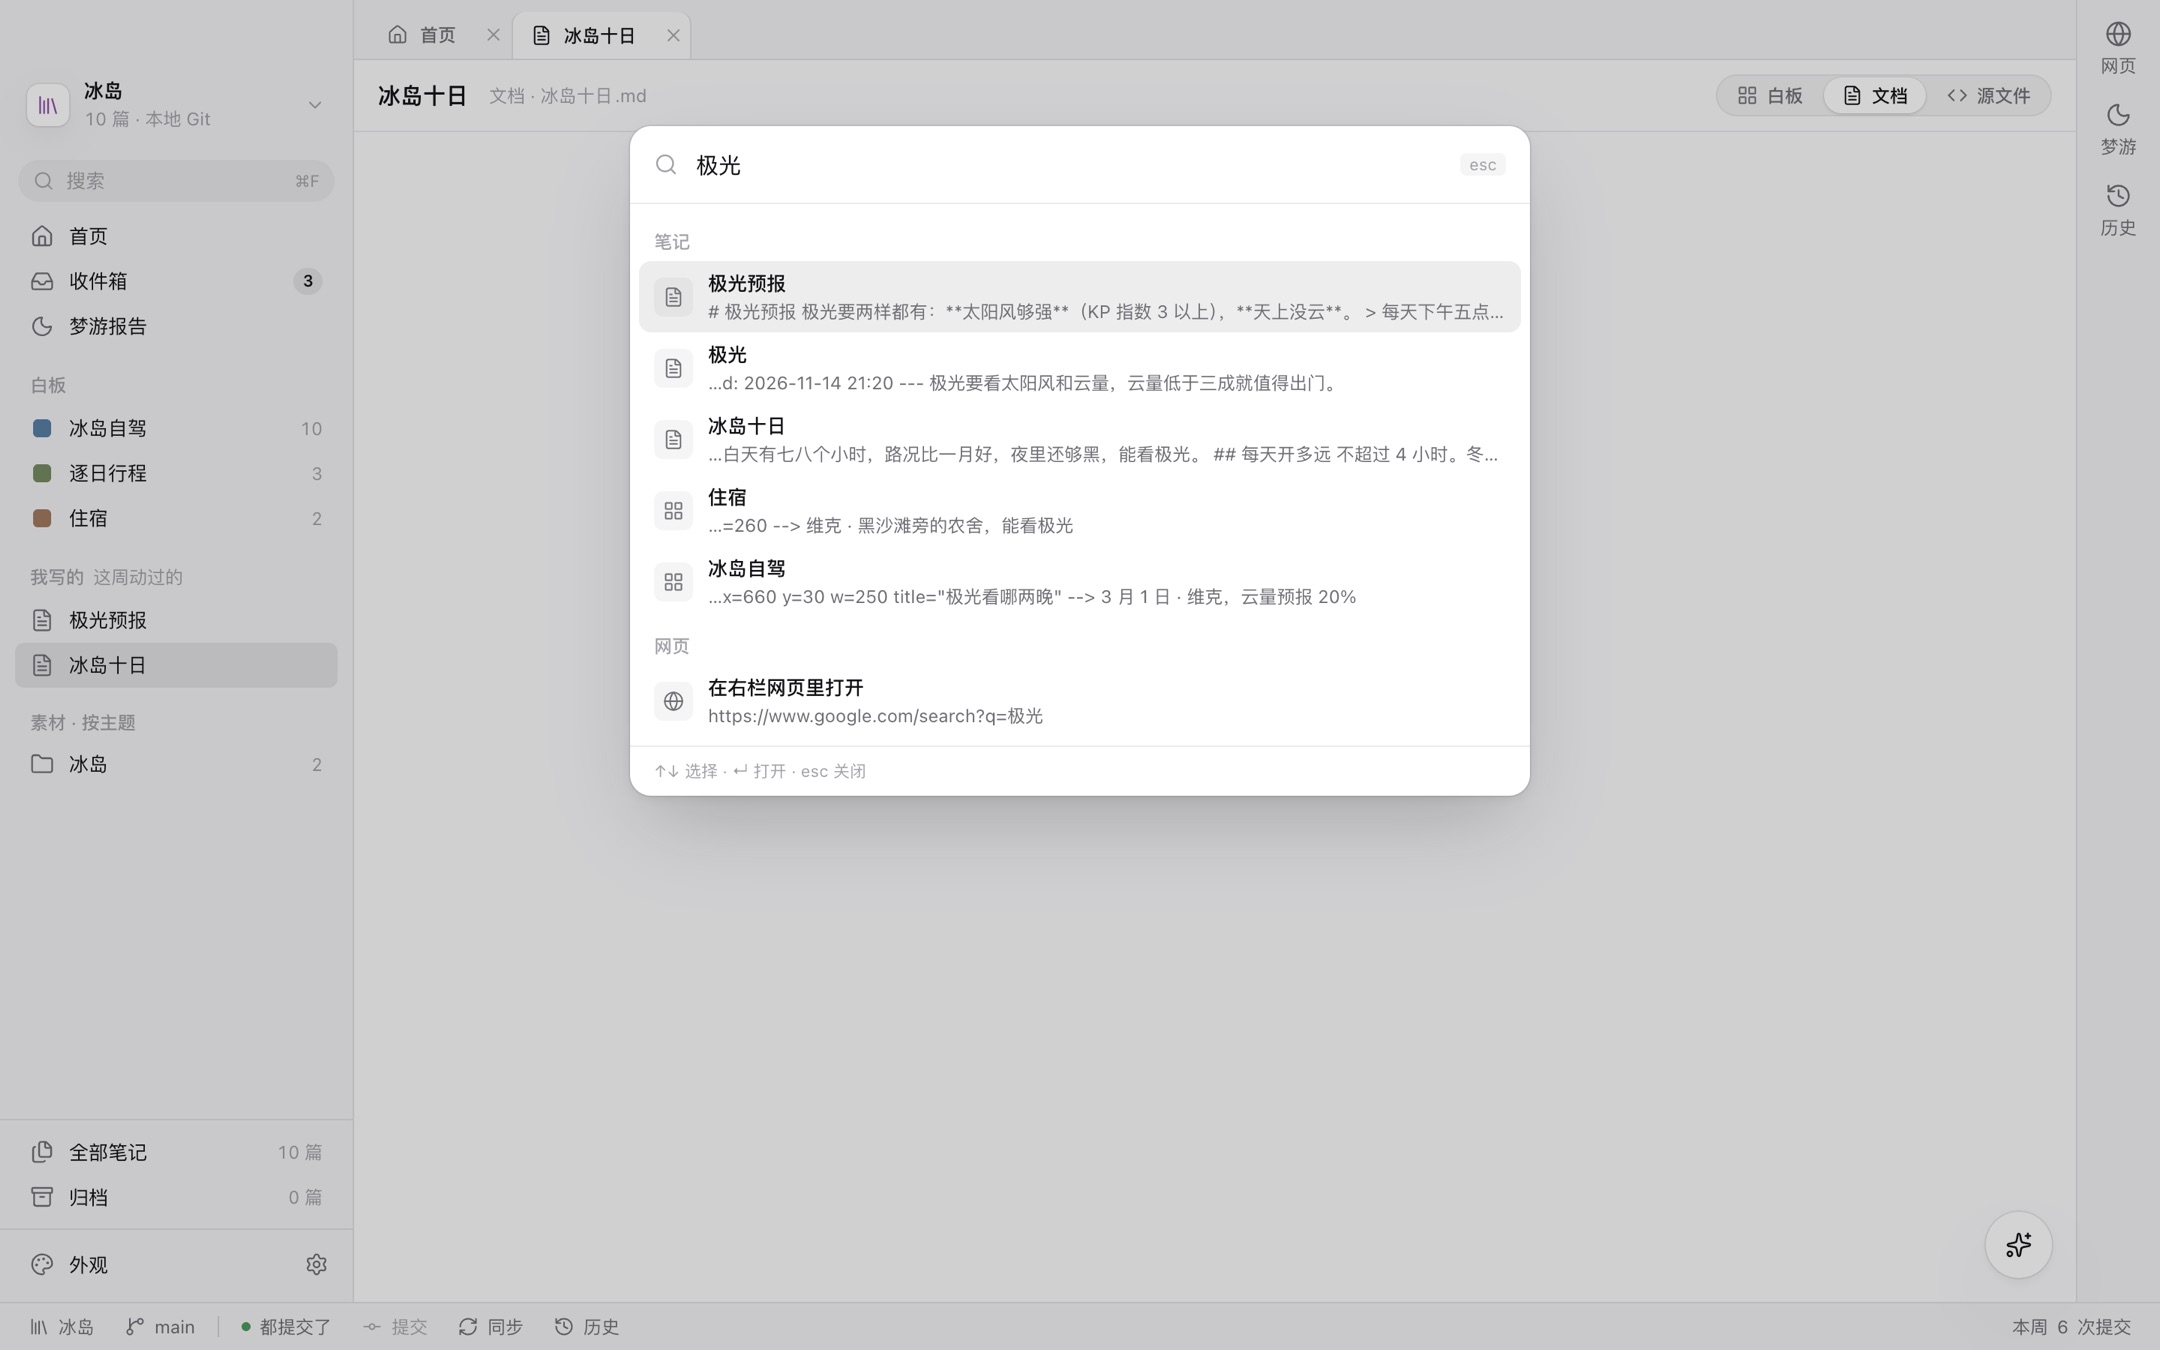 首页
冰岛十日
网页
梦游
历史
冰岛
10 篇 · 本地 Git
搜索 ⌘F
首页
收件箱 3
梦游报告
白板
冰岛自驾 10
逐日行程 3
住宿 2
我写的 这周动过的
极光预报
冰岛十日
素材 · 按主题
冰岛 2
全部笔记 10 篇
归档 0 篇
外观
冰岛十日 文档 · 冰岛十日.md
白板 文档 源文件
极光 esc
笔记
极光预报
# 极光预报 极光要两样都有：**太阳风够强**（KP 指数 3 以上），**天上没云**。 > 每天下午五点...
极光
...d: 2026-11-14 21:20 --- 极光要看太阳风和云量，云量低于三成就值得出门。
冰岛十日
...白天有七八个小时，路况比一月好，夜里还够黑，能看极光。 ## 每天开多远 不超过 4 小时。冬...
住宿
...=260 --> 维克 · 黑沙滩旁的农舍，能看极光
冰岛自驾
...x=660 y=30 w=250 title="极光看哪两晚" --> 3 月 1 日 · 维克，云量预报 20%
网页
在右栏网页里打开
https://www.google.com/search?q=极光
↑↓ 选择 · ↵ 打开 · esc 关闭
冰岛 main 都提交了 提交 同步 历史
本周 6 次提交